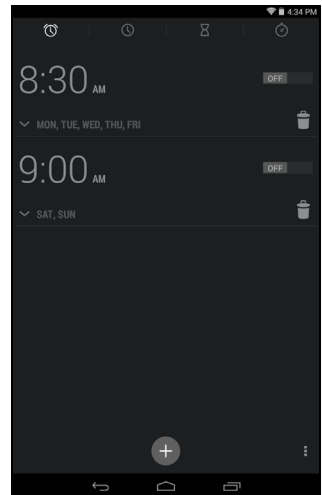 4:34 PM
8:30 AM
OFF
MON, TUE, WED, THU, FRI
9:00 AM
OFF
SAT, SUN